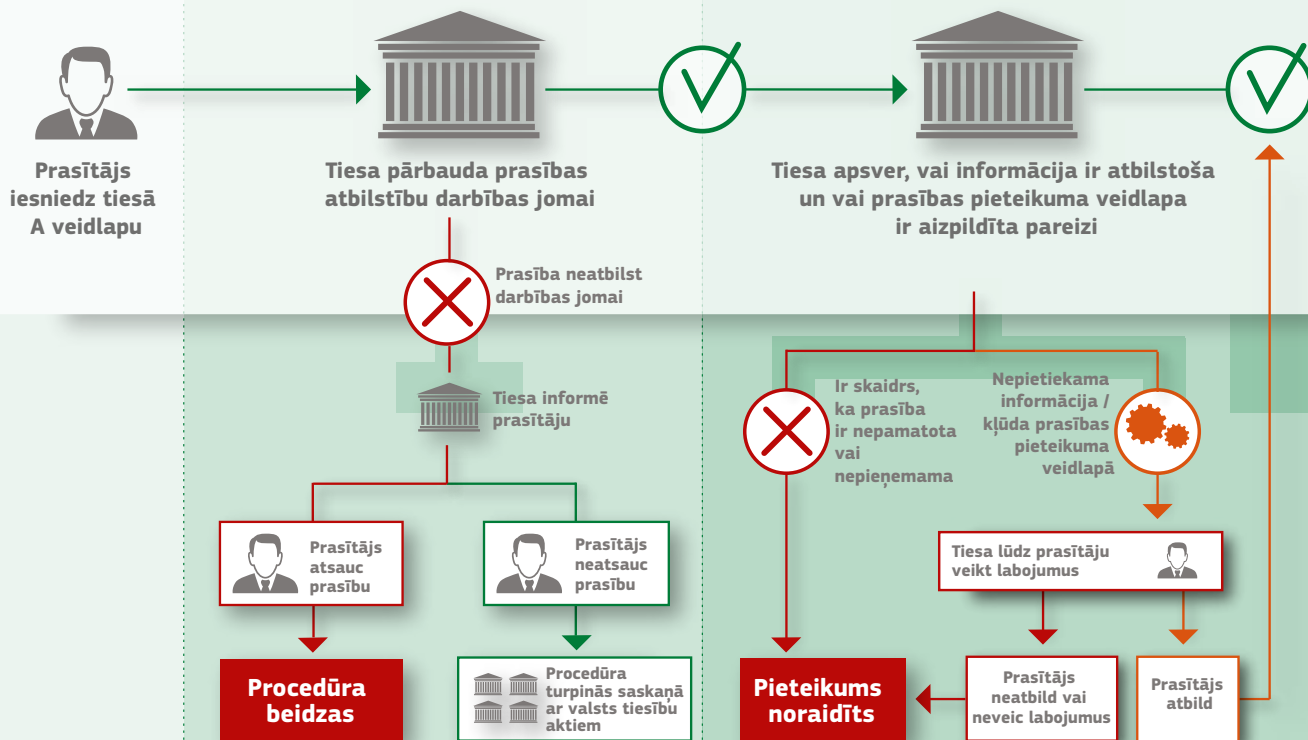 Prasītājs
iesniedz tiesā
A veidlapu
Tiesa pārbauda prasības
atbilstību darbības jomai
Tiesa apsver, vai informācija ir atbilstoša
un vai prasības pieteikuma veidlapa
ir aizpildīta pareizi
Prasība neatbilst
darbības jomai
Tiesa informē
prasītāju
Ir skaidrs,
ka prasība
ir nepamatota
vai
nepieņemama
Nepietiekama
informācija /
kļūda prasības
pieteikuma
veidlapā
Prasītājs
atsauc
prasību
Prasītājs
neatsauc
prasību
Tiesa lūdz prasītāju
veikt labojumus
Procedūra
beidzas
Procedūra
turpinās saskaņā
ar valsts tiesību
aktiem
Pieteikums
noraidīts
Prasītājs
neatbild vai
neveic labojumus
Prasītājs
atbild